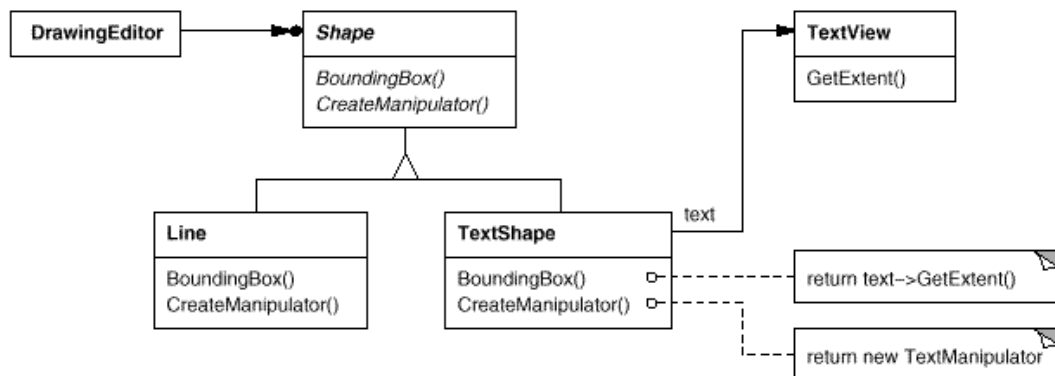 DrawingEditor
Shape
BoundingBox()
CreateManipulator()
TextView
GetExtent()
Line
BoundingBox()
CreateManipulator()
TextShape
BoundingBox()
CreateManipulator()
text
return text–>GetExtent()
return new TextManipulator